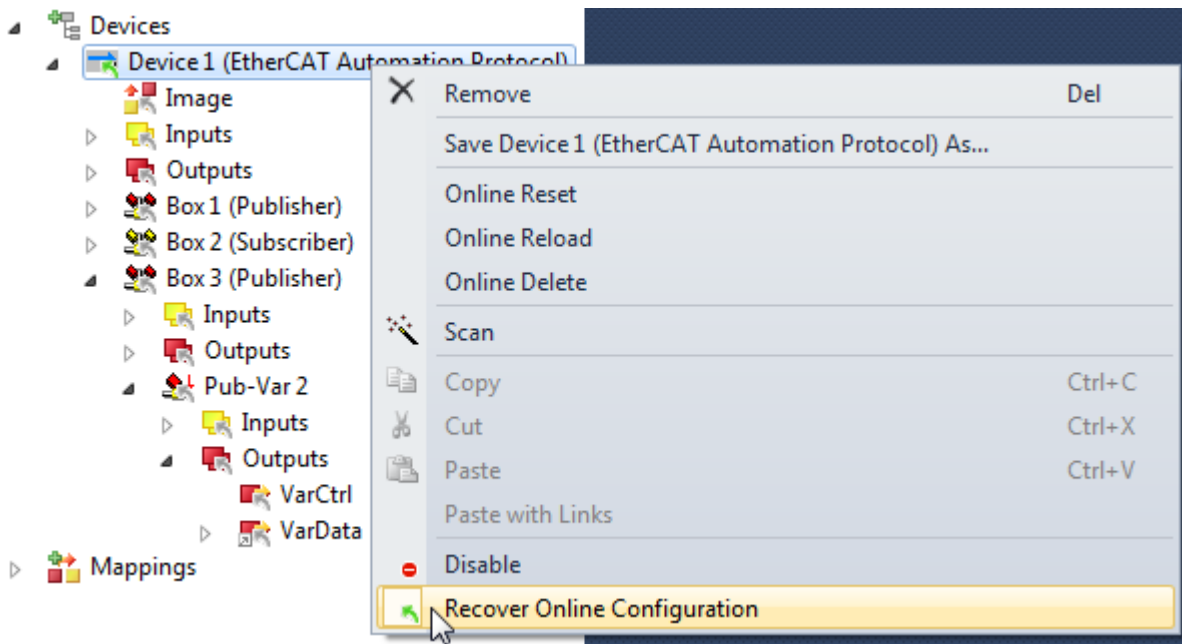 Devices
Device 1 (EtherCAT Automation Protocol)
Image
Inputs
Outputs
Box 1 (Publisher)
Box 2 (Subscriber)
Box 3 (Publisher)
Inputs
Outputs
Pub-Var 2
Inputs
Outputs
VarCtrl
VarData
Mappings
Remove Del
Save Device 1 (EtherCAT Automation Protocol) As...
Online Reset
Online Reload
Online Delete
Scan
Copy Ctrl+C
Cut Ctrl+X
Paste Ctrl+V
Paste with Links
Disable
Recover Online Configuration